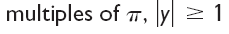 multiples of π, |y| ≥ 1